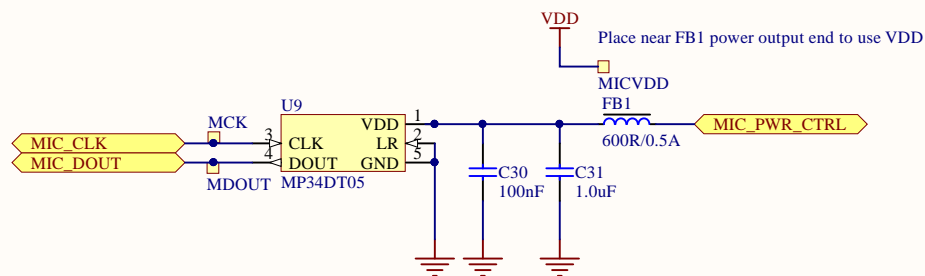 VDD
Place near FB1 power output end to use VDD
MICVDD
U9
FB1
MCK
VDD 1
MIC_CLK
3 CLK
LR 2
600R/0.5A
MIC_PWR_CTRL
MIC_DOUT
4 DOUT
GND 5
MDOUT
MP34DT05
C30
100nF
C31
1.0uF